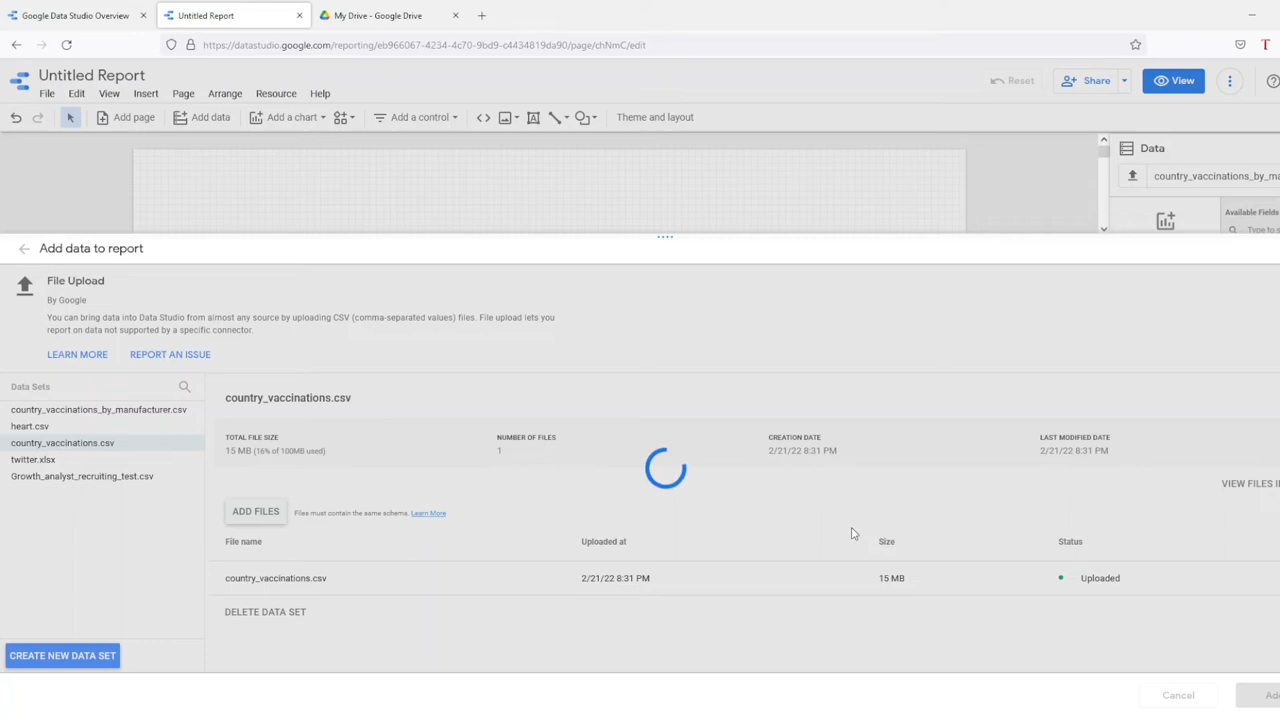 Google Data Studio Overview
Untitled Report
My Drive - Google Drive
https://datastudio.google.com/reporting/eb966067-4234-4c70-9bd9-c4434819da90/page/chNmC/edit
T
Untitled Report
Reset
Share
View
File Edit View Insert Page Arrange Resource Help
Add page
Add data
Add a chart
Add a control
Theme and layout
Data
country_vaccinations_by_ma
Available Fields
Type to s
Add data to report
File Upload
By Google
You can bring data into Data Studio from almost any source by uploading CSV (comma-separated values) files. File upload lets you
report on data not supported by a specific connector.
LEARN MORE REPORT AN ISSUE
Data Sets
country_vaccinations_by_manufacturer.csv
heart.csv
country_vaccinations.csv
twitter.xlsx
Growth_analyst_recruiting_test.csv
CREATE NEW DATA SET
country_vaccinations.csv
TOTAL FILE SIZE NUMBER OF FILES CREATION DATE LAST MODIFIED DATE
15 MB (16% of 100MB used) 1 2/21/22 8:31 PM 2/21/22 8:31 PM
VIEW FILES I
ADD FILES Files must contain the same schema. Learn More
File name Uploaded at Size Status
country_vaccinations.csv 2/21/22 8:31 PM 15 MB Uploaded
DELETE DATA SET
Cancel Add